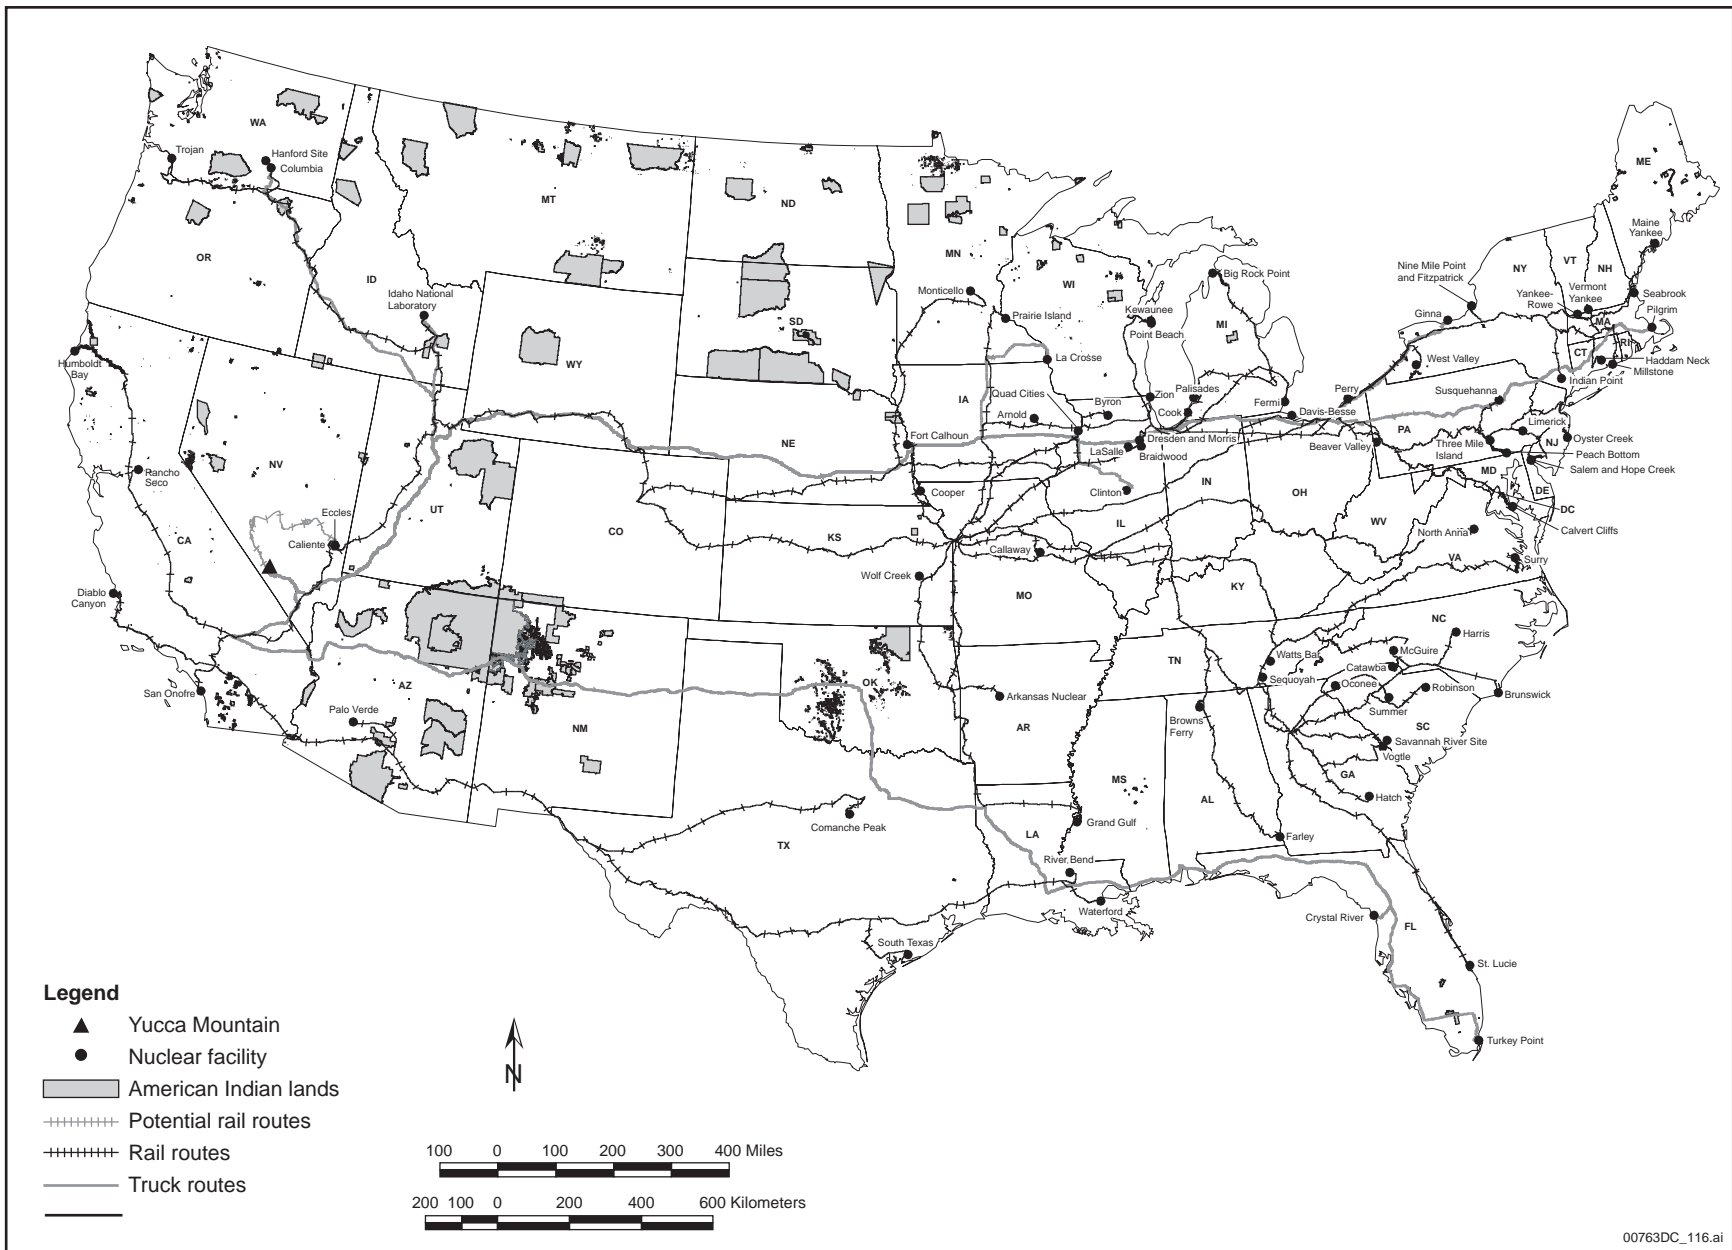 WA
Trojan
Hanford Site
Columbia
ME
MT
ND
OR
ID
MN
Maine
Yankee
Nine Mile Point
and Fitzpatrick
NY
VT
NH
Idaho National
Laboratory
Monticello
WI
Big Rock Point
Yankee-
Rowe
Vermont
Yankee
Seabrook
Pilgrim
Kewaunee
Point Beach
Prairie Island
SD
MI
Ginna
MA
RI
CT
Humboldt
Bay
WY
La Crosse
West Valley
Haddam Neck
Millstone
Indian Point
Quad Cities
Palisades
Zion
Perry
Susquehanna
IA
Arnold
Byron
Cook
Fermi
Davis-Besse
Limerick
NE
Fort Calhoun
Dresden and Morris
LaSalle
Braidwood
Beaver Valley
PA
Three Mile
Island
NJ
Oyster Creek
Peach Bottom
Salem and Hope Creek
Rancho
Seco
NV
MD
DE
DC
Cooper
Clinton
IN
OH
Eccles
UT
Caliente
CA
CO
KS
IL
WV
Calvert Cliffs
North Anna
Callaway
VA
Surry
Wolf Creek
Diablo
Canyon
MO
KY
NC
Harris
McGuire
Watts Bar
Catawba
TN
Sequoyah
Oconee
Robinson
Brunswick
San Onofre
AZ
OK
Arkansas Nuclear
Summer
Palo Verde
NM
AR
Browns
Ferry
SC
Savannah River Site
Vogtle
MS
AL
GA
Hatch
Comanche Peak
Grand Gulf
TX
LA
Farley
River Bend
Waterford
Crystal River
FL
South Texas
St. Lucie
Turkey Point
Legend
Yucca Mountain
Nuclear facility
American Indian lands
Potential rail routes
Rail routes
Truck routes
N
100 0 100 200 300 400 Miles
200 100 0 200 400 600 Kilometers
00763DC_116.ai